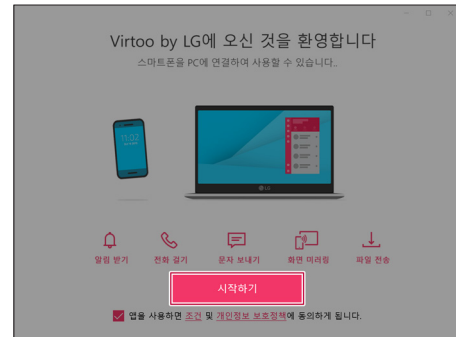 Virtoo by LG에 오신 것을 환영합니다
스마트폰을 PC에 연결하여 사용할 수 있습니다..
11:02
LG
알림 받기
전화 걸기
문자 보내기
화면 미러링
파일 전송
시작하기
앱을 사용하면 조건 및 개인정보 보호정책에 동의하게 됩니다.